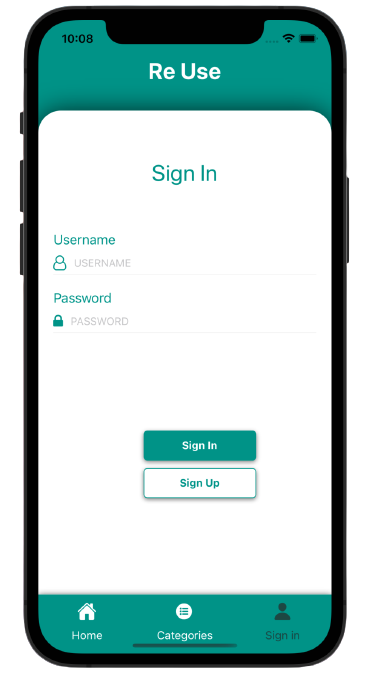 10:08
Re Use
Sign In
Username
USERNAME
Password
PASSWORD
Sign In
Sign Up
Home Categories Sign in